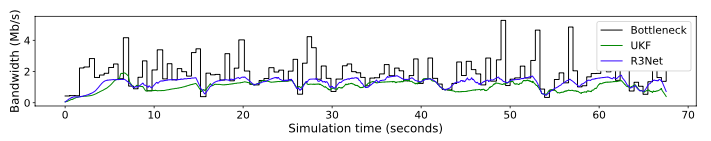 Bandwidth (Mb/s)
4
2
0
Bottleneck
UKF
R3Net
0 10 20 30 40 50 60 70
Simulation time (seconds)